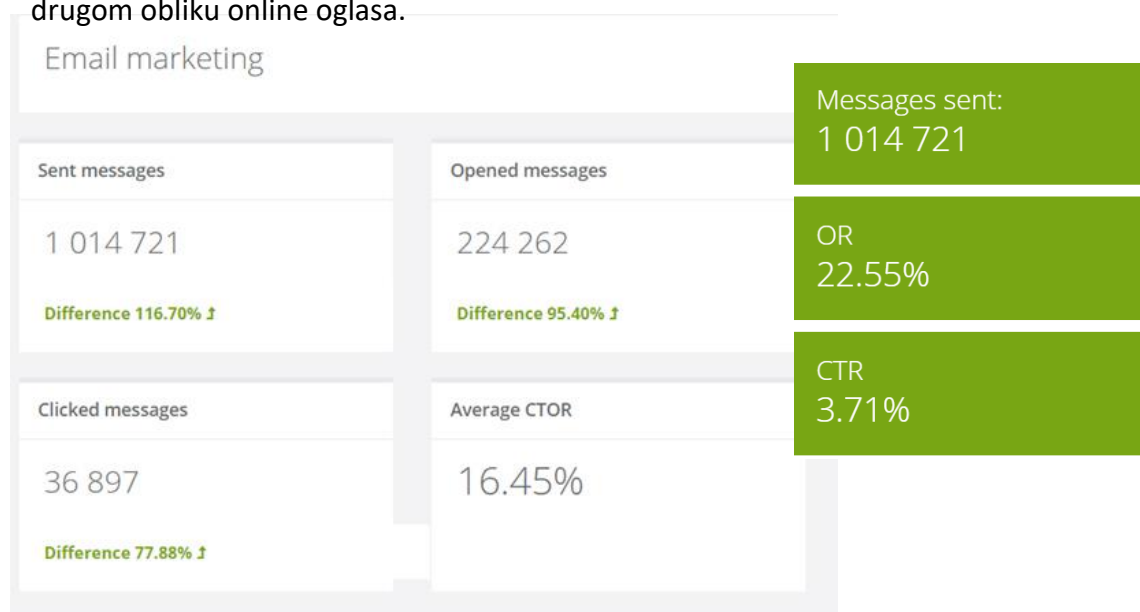 drugom obliku online oglasa.
Email marketing
Sent messages
1 014 721
Difference 116.70%
Opened messages
224 262
Difference 95.40%
Clicked messages
36 897
Difference 77.88%
Average CTOR
16.45%
Messages sent:
1 014 721
OR
22.55%
CTR
3.71%